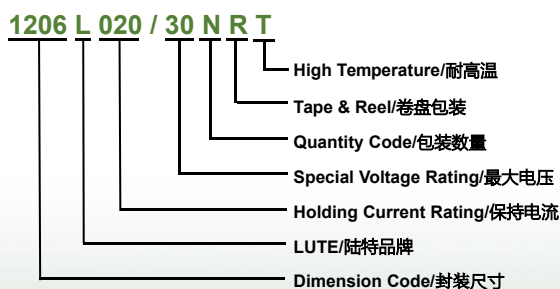 1206 L 020 / 30 N R T
High Temperature/耐高温
Tape & Reel/卷盘包装
Quantity Code/包装数量
Special Voltage Rating/最大电压
Holding Current Rating/保持电流
LUTE/陆特品牌
Dimension Code/封装尺寸